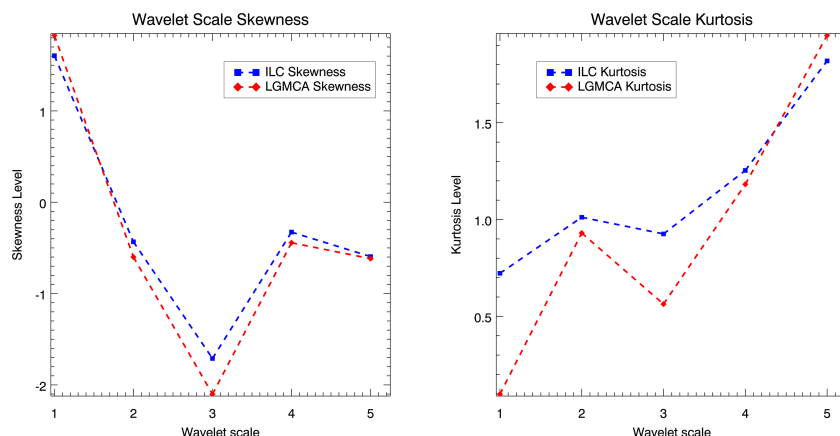 Wavelet Scale Skewness
ILC Skewness
LGMCA Skewness
Skewness Level
1
0
-1
-2
1 2 3 4 5
Wavelet scale
Wavelet Scale Kurtosis
ILC Kurtosis
LGMCA Kurtosis
Kurtosis Level
1.5
1.0
0.5
1 2 3 4 5
Wavelet scale